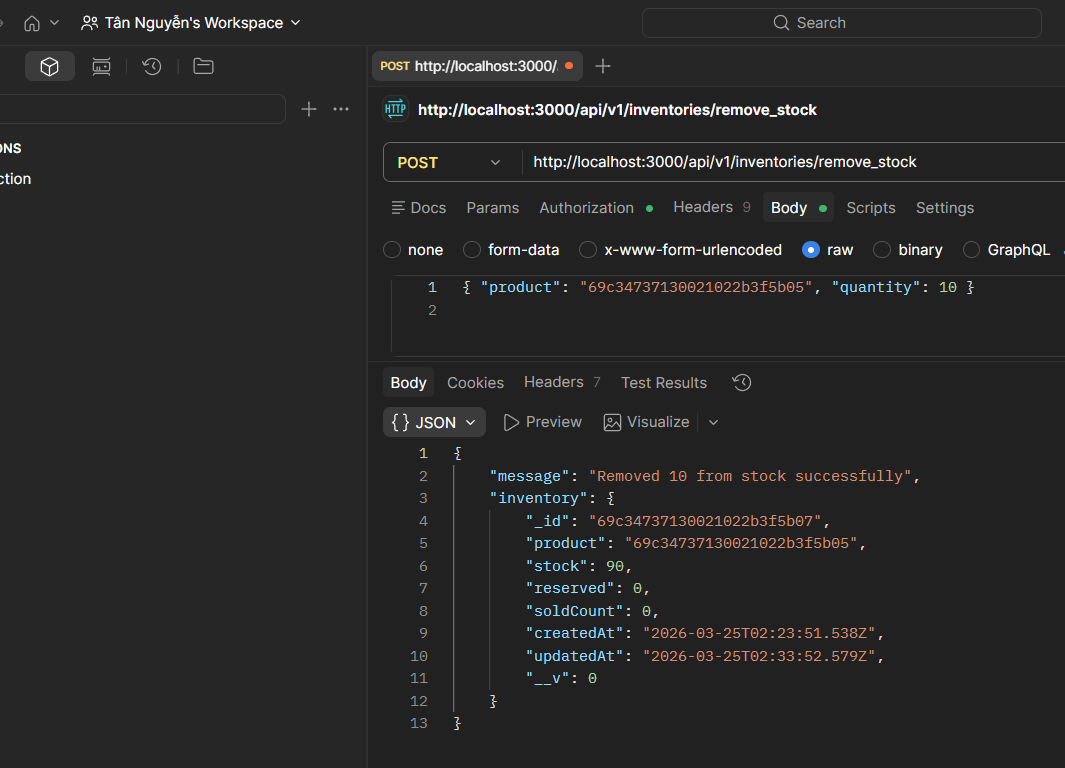 Tân Nguyễn's Workspace
Search
POST http://localhost:3000/.
HTTP http://localhost:3000/api/v1/inventories/remove_stock
POST http://localhost:3000/api/v1/inventories/remove_stock
Docs Params Authorization Headers 9 Body Scripts Settings
none form-data x-www-form-urlencoded raw binary GraphQL
1 { "product": "69c34737130021022b3f5b05", "quantity": 10 }
2
ONS
ction
Body Cookies Headers 7 Test Results
{} JSON Preview Visualize
1 {
2 "message": "Removed 10 from stock successfully",
3 "inventory": {
4 "_id": "69c34737130021022b3f5b07",
5 "product": "69c34737130021022b3f5b05",
6 "stock": 90,
7 "reserved": 0,
8 "soldCount": 0,
9 "createdAt": "2026-03-25T02:23:51.538Z",
10 "updatedAt": "2026-03-25T02:33:52.579Z",
11 "__v": 0
12 }
13 }